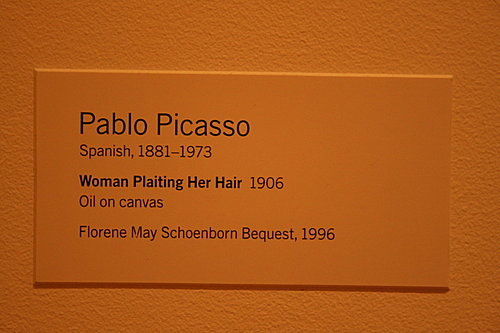 Pablo Picasso
Spanish, 1881–1973
Woman Plaiting Her Hair 1906
Oil on canvas
Florene May Schoenborn Bequest, 1996